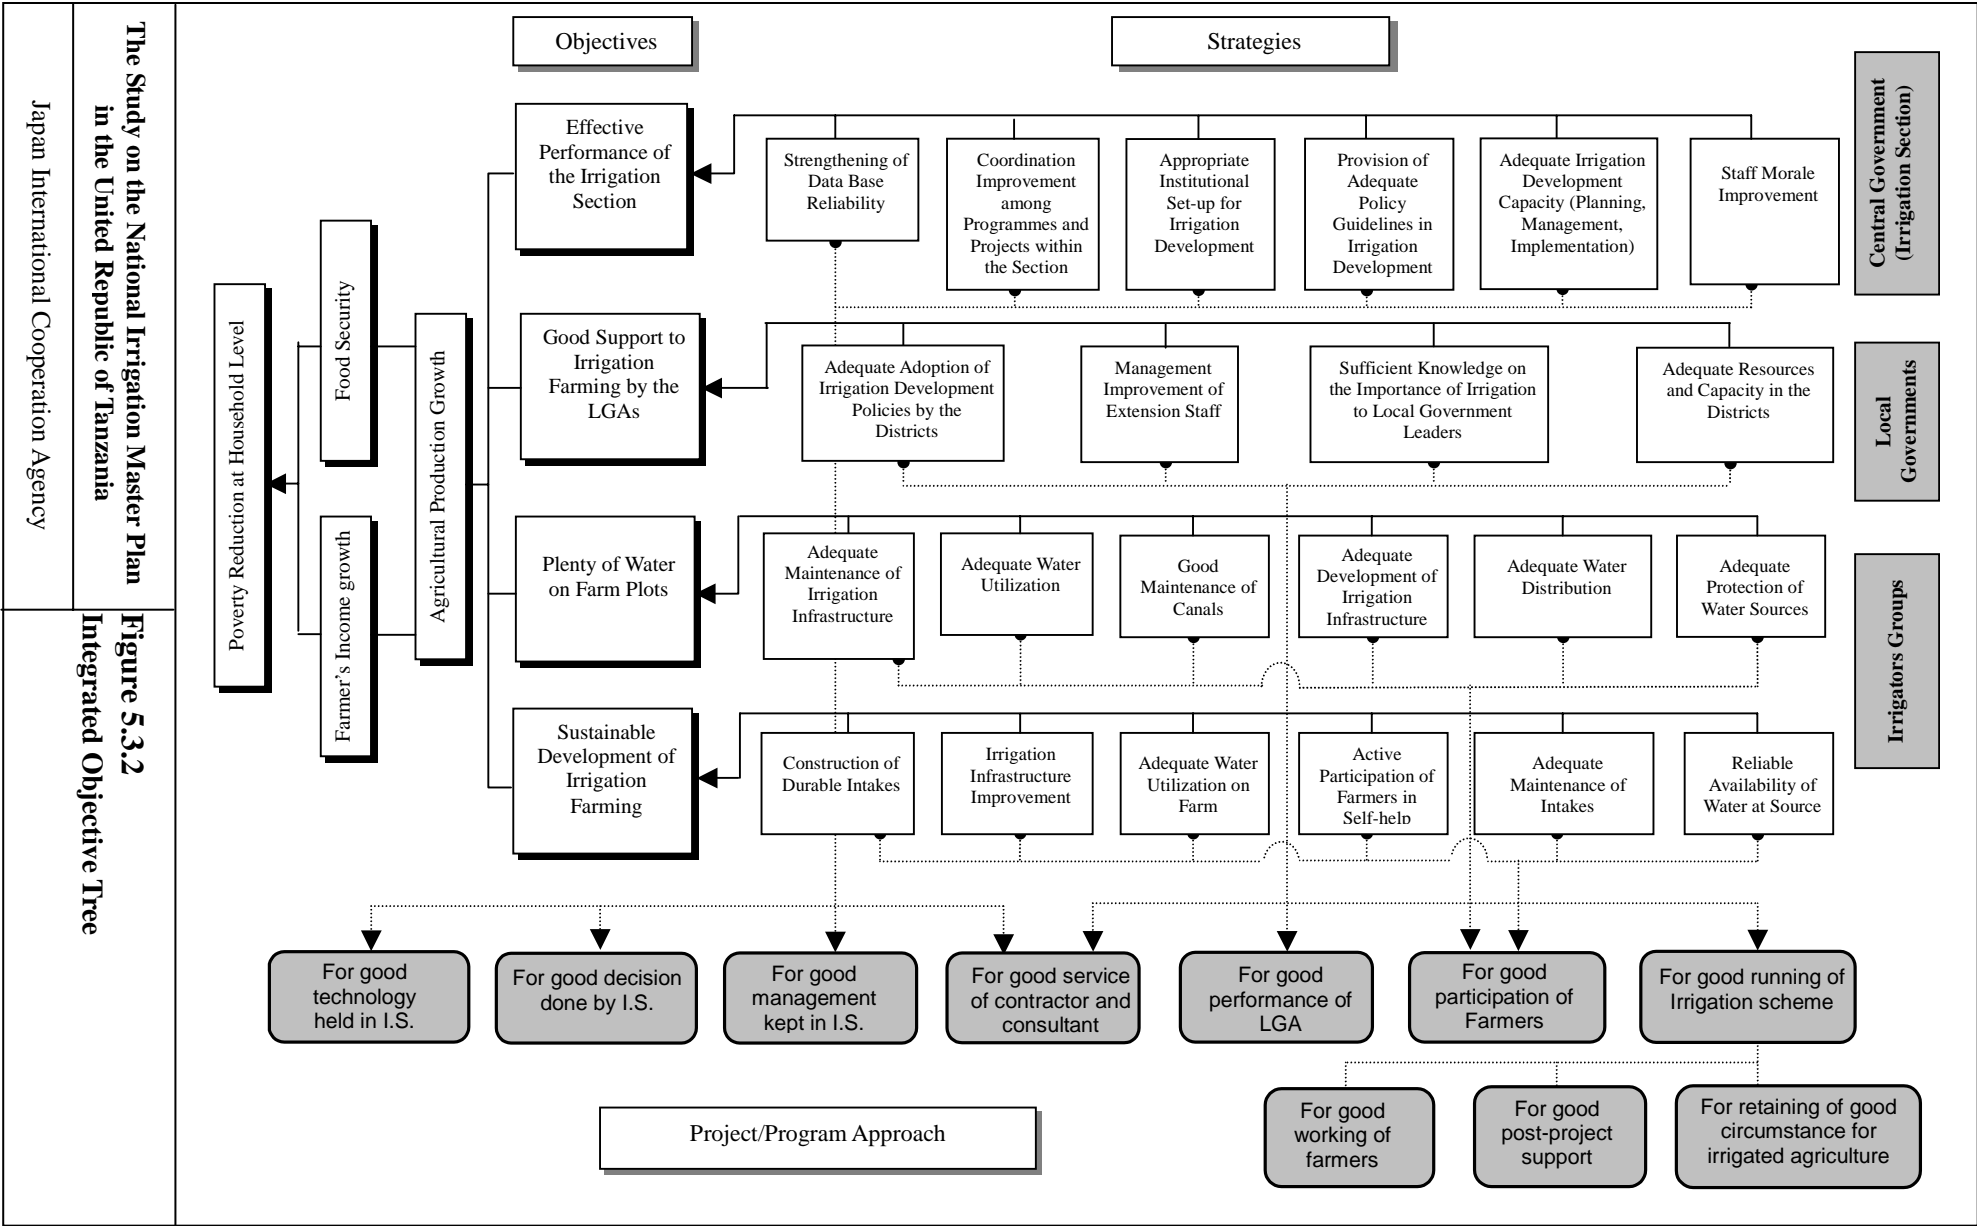 Objectives
Strategies
Effective
Performance of
the Irrigation
Section
Strengthening of
Data Base
Reliability
Coordination
Improvement
among
Programmes and
Projects within
the Section
Appropriate
Institutional
Set-up for
Irrigation
Development
Provision of
Adequate
Policy
Guidelines in
Irrigation
Development
Adequate Irrigation
Development
Capacity (Planning,
Management,
Implementation)
Staff Morale
Improvement
Central Government
(Irrigation Section)
Good Support to
Irrigation
Farming by the
LGAs
Adequate Adoption of
Irrigation Development
Policies by the
Districts
Management
Improvement of
Extension Staff
Sufficient Knowledge on
the Importance of Irrigation
to Local Government
Leaders
Adequate Resources
and Capacity in the
Districts
Local
Governments
Plenty of Water
on Farm Plots
Adequate
Maintenance of
Irrigation
Infrastructure
Adequate Water
Utilization
Good
Maintenance of
Canals
Adequate
Development of
Irrigation
Infrastructure
Adequate Water
Distribution
Adequate
Protection of
Water Sources
Irrigators Groups
Sustainable
Development of
Irrigation
Farming
Construction of
Durable Intakes
Irrigation
Infrastructure
Improvement
Adequate Water
Utilization on
Farm
Active
Participation of
Farmers in
Self-help
Adequate
Maintenance of
Intakes
Reliable
Availability of
Water at Source
Poverty Reduction at Household Level
Food Security
Farmer's Income growth
Agricultural Production Growth
For good
technology
held in I.S.
For good decision
done by I.S.
For good
management
kept in I.S.
For good service
of contractor and
consultant
For good
performance of
LGA
For good
participation of
Farmers
For good running of
Irrigation scheme
For good
working of
farmers
For good
post-project
support
For retaining of good
circumstance for
irrigated agriculture
Project/Program Approach
The Study on the National Irrigation Master Plan
in the United Republic of Tanzania
Japan International Cooperation Agency
Figure 5.3.2
Integrated Objective Tree